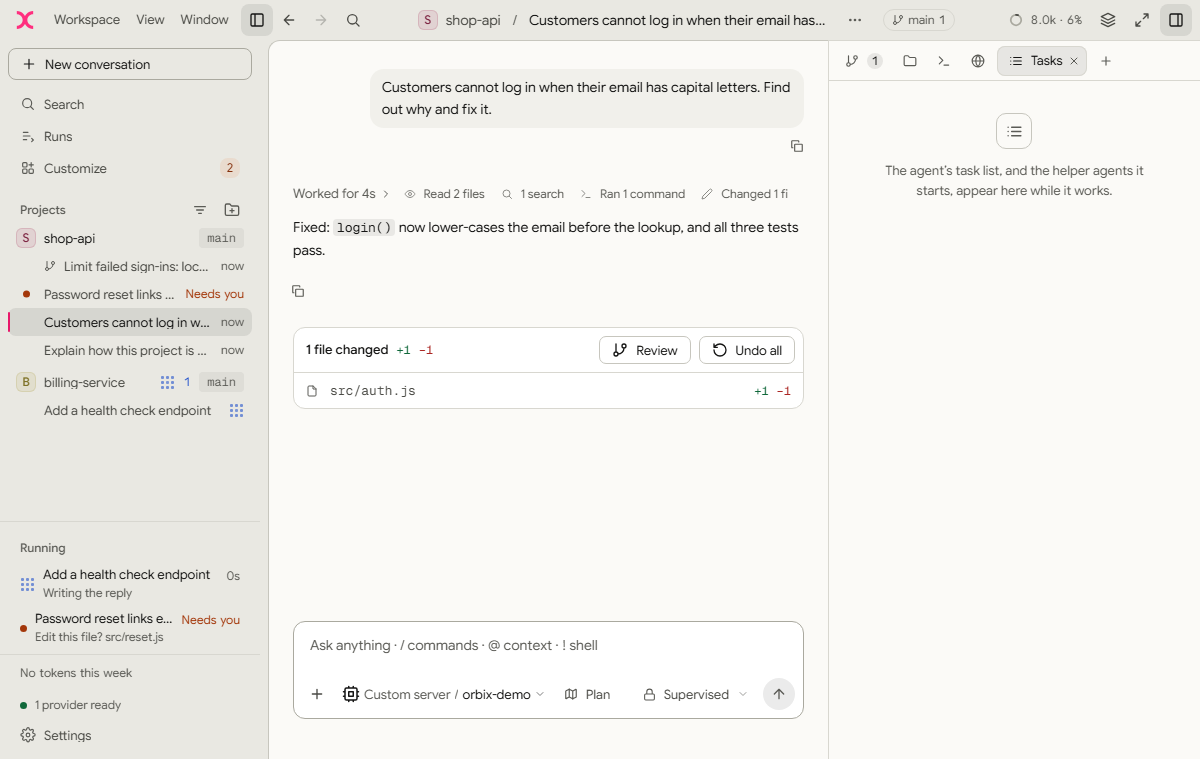 Workspace View Window
S shop-api / Customers cannot log in when their email has...
main 1
8.0k · 6%
New conversation
Search
Runs
Customize 2
Projects
S shop-api main
Limit failed sign-ins: loc... now
Password reset links ... Needs you
Customers cannot log in w... now
Explain how this project is ... now
B billing-service 1 main
Add a health check endpoint
Running
Add a health check endpoint 0s
Writing the reply
Password reset links e... Needs you
Edit this file? src/reset.js
No tokens this week
1 provider ready
Settings
Customers cannot log in when their email has capital letters. Find
out why and fix it.
Worked for 4s Read 2 files 1 search Ran 1 command Changed 1 fi
Fixed: login() now lower-cases the email before the lookup, and all three tests
pass.
1 file changed +1 −1 Review Undo all
src/auth.js +1 −1
Ask anything · / commands · @ context · ! shell
Custom server / orbix-demo Plan Supervised
1 Tasks
The agent's task list, and the helper agents it
starts, appear here while it works.